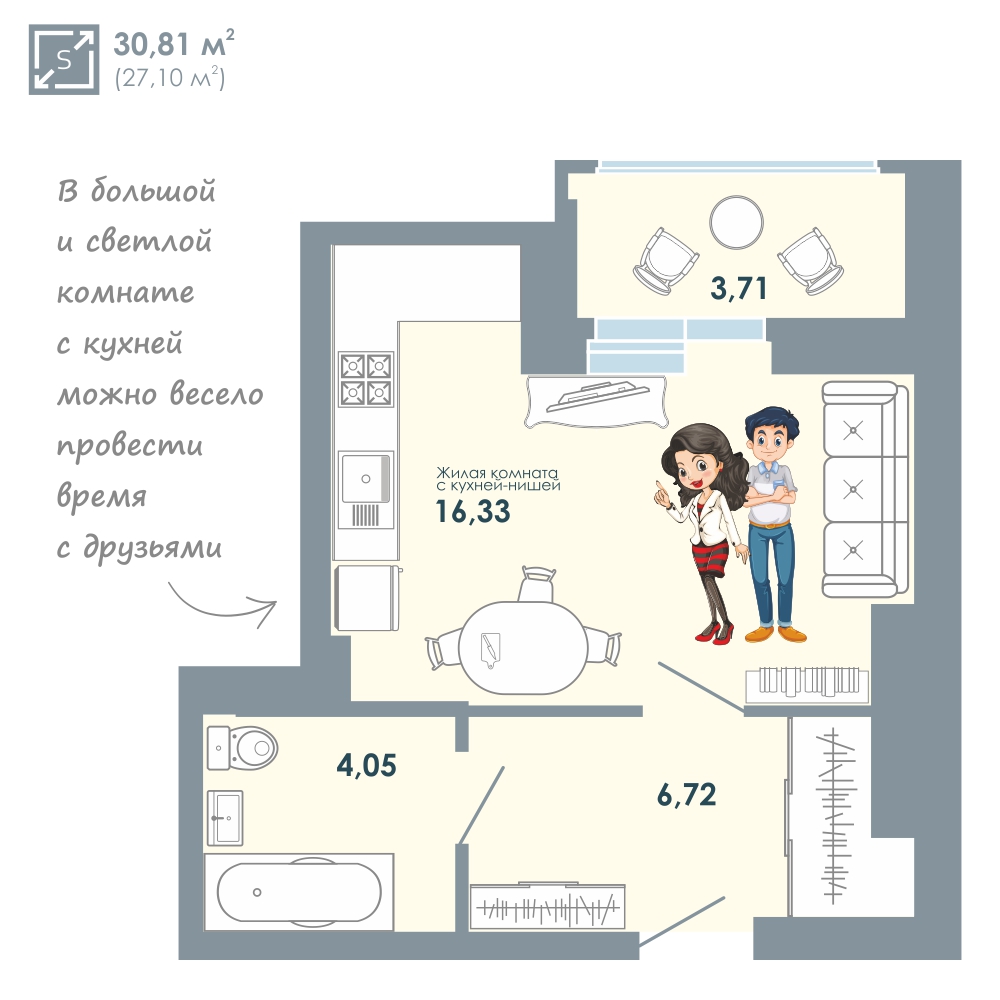 S
30,81 м²
(27,10 м²)
В большой
и светлой
комнате
с кухней
можно весело
провести
время
с друзьями
3,71
Жилая комната
с кухней-нишей
16,33
4,05
6,72